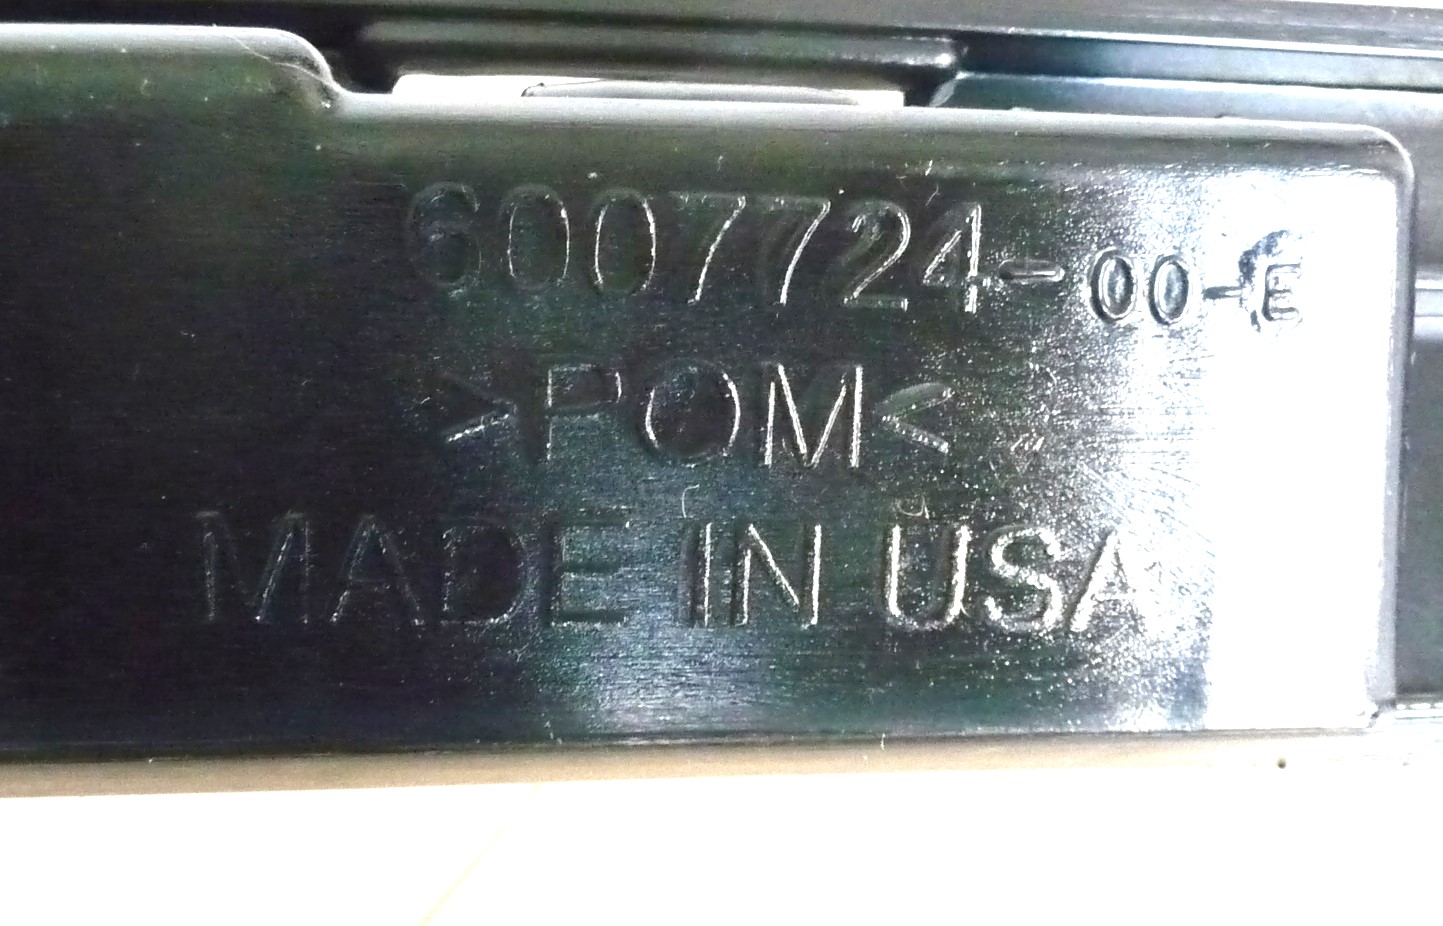 6007724-00-E
>POM<
MADE IN USA